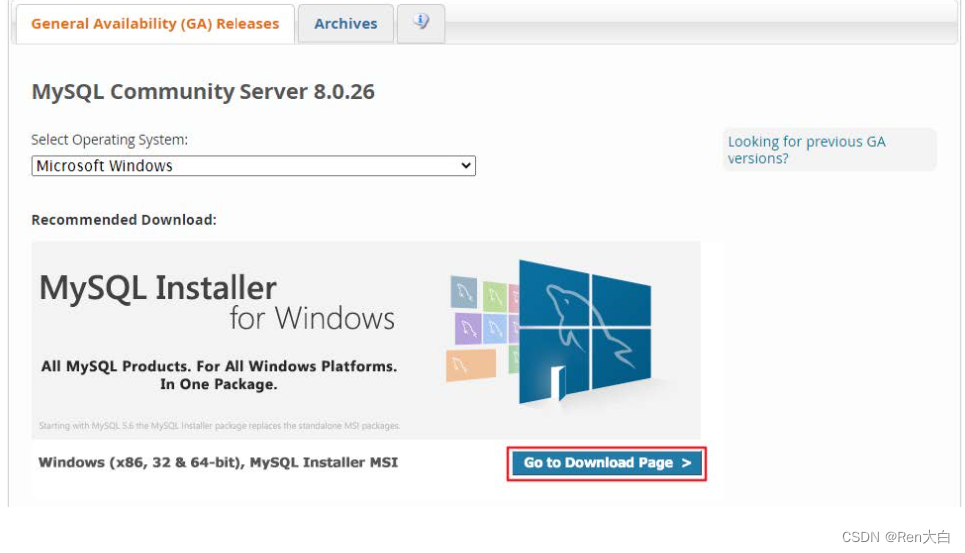 General Availability (GA) Releases
Archives
MySQL Community Server 8.0.26
Select Operating System:
Microsoft Windows
Looking for previous GA
versions?
Recommended Download:
MySQL Installer
for Windows
All MySQL Products. For All Windows Platforms.
In One Package.
Starting with MySQL 5.6 the MySQL Installer package replaces the standalone MSI packages.
Windows (x86, 32 & 64-bit), MySQL Installer MSI
Go to Download Page >
CSDN @Ren大白